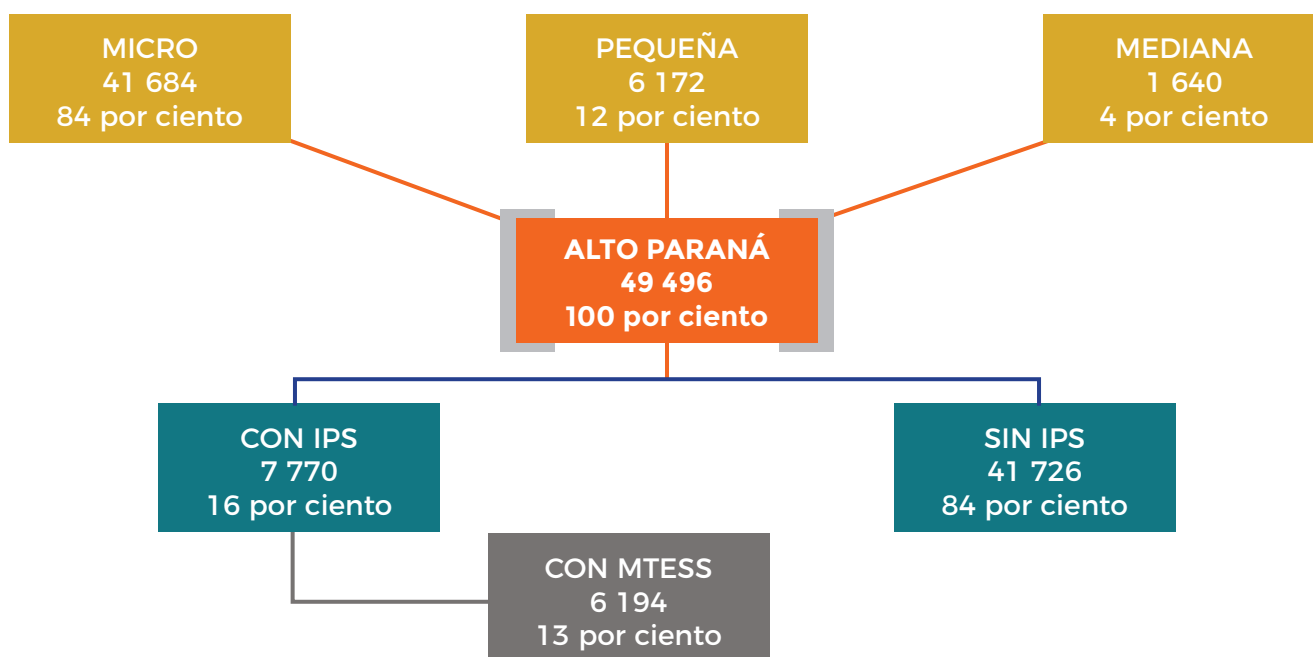 MICRO
41 684
84 por ciento
PEQUEÑA
6 172
12 por ciento
MEDIANA
1 640
4 por ciento
ALTO PARANÁ
49 496
100 por ciento
CON IPS
7 770
16 por ciento
SIN IPS
41 726
84 por ciento
CON MTESS
6 194
13 por ciento